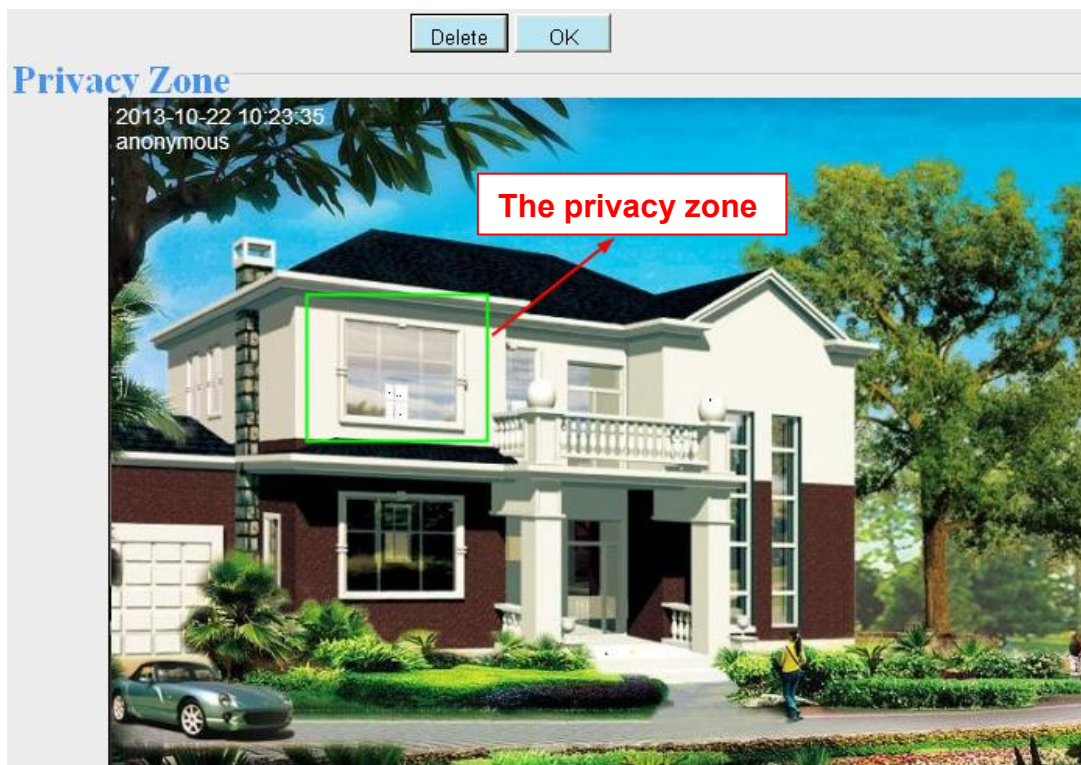 Delete
OK
Privacy Zone
2013-10-22 10:23:35
anonymous
The privacy zone